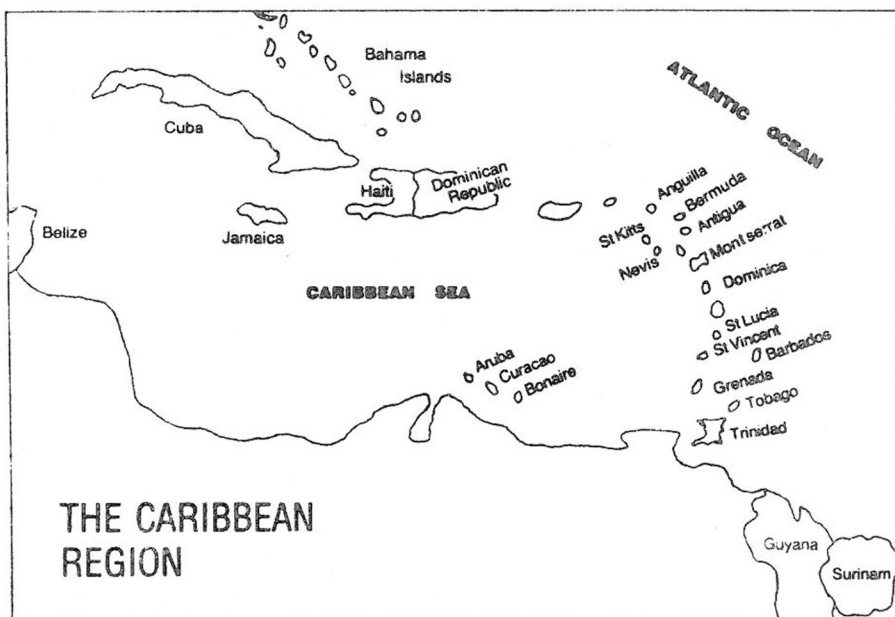 Bahama
Islands
ATLANTIC OCEAN
Cuba
Haiti
Dominican
Republic
Anguilla
Bermuda
Antigua
Belize
Jamaica
St Kitts
Nevis
Montserrat
CARIBBEAN SEA
Dominica
St Lucia
St Vincent
Barbados
Aruba
Curacao
Bonaire
Grenada
Tobago
Trinidad
THE CARIBBEAN
REGION
Guyana
Surinam